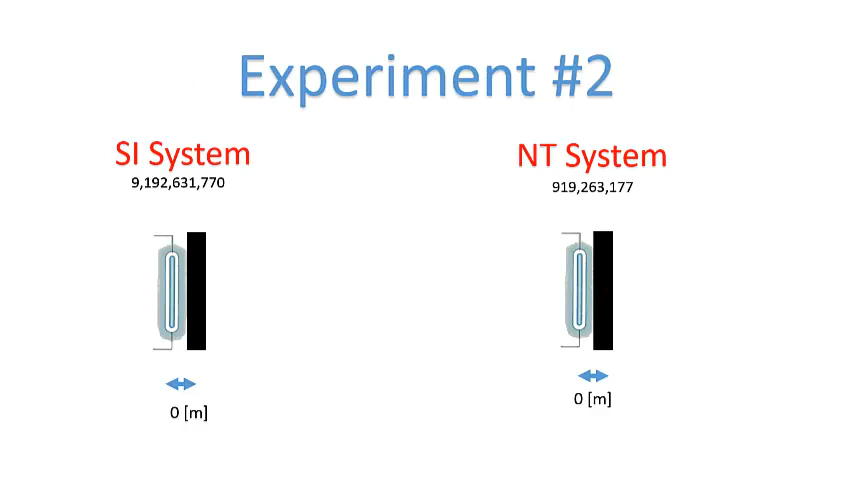 Experiment #2
SI System
9,192,631,770
NT System
919,263,177
0 [m]
0 [m]